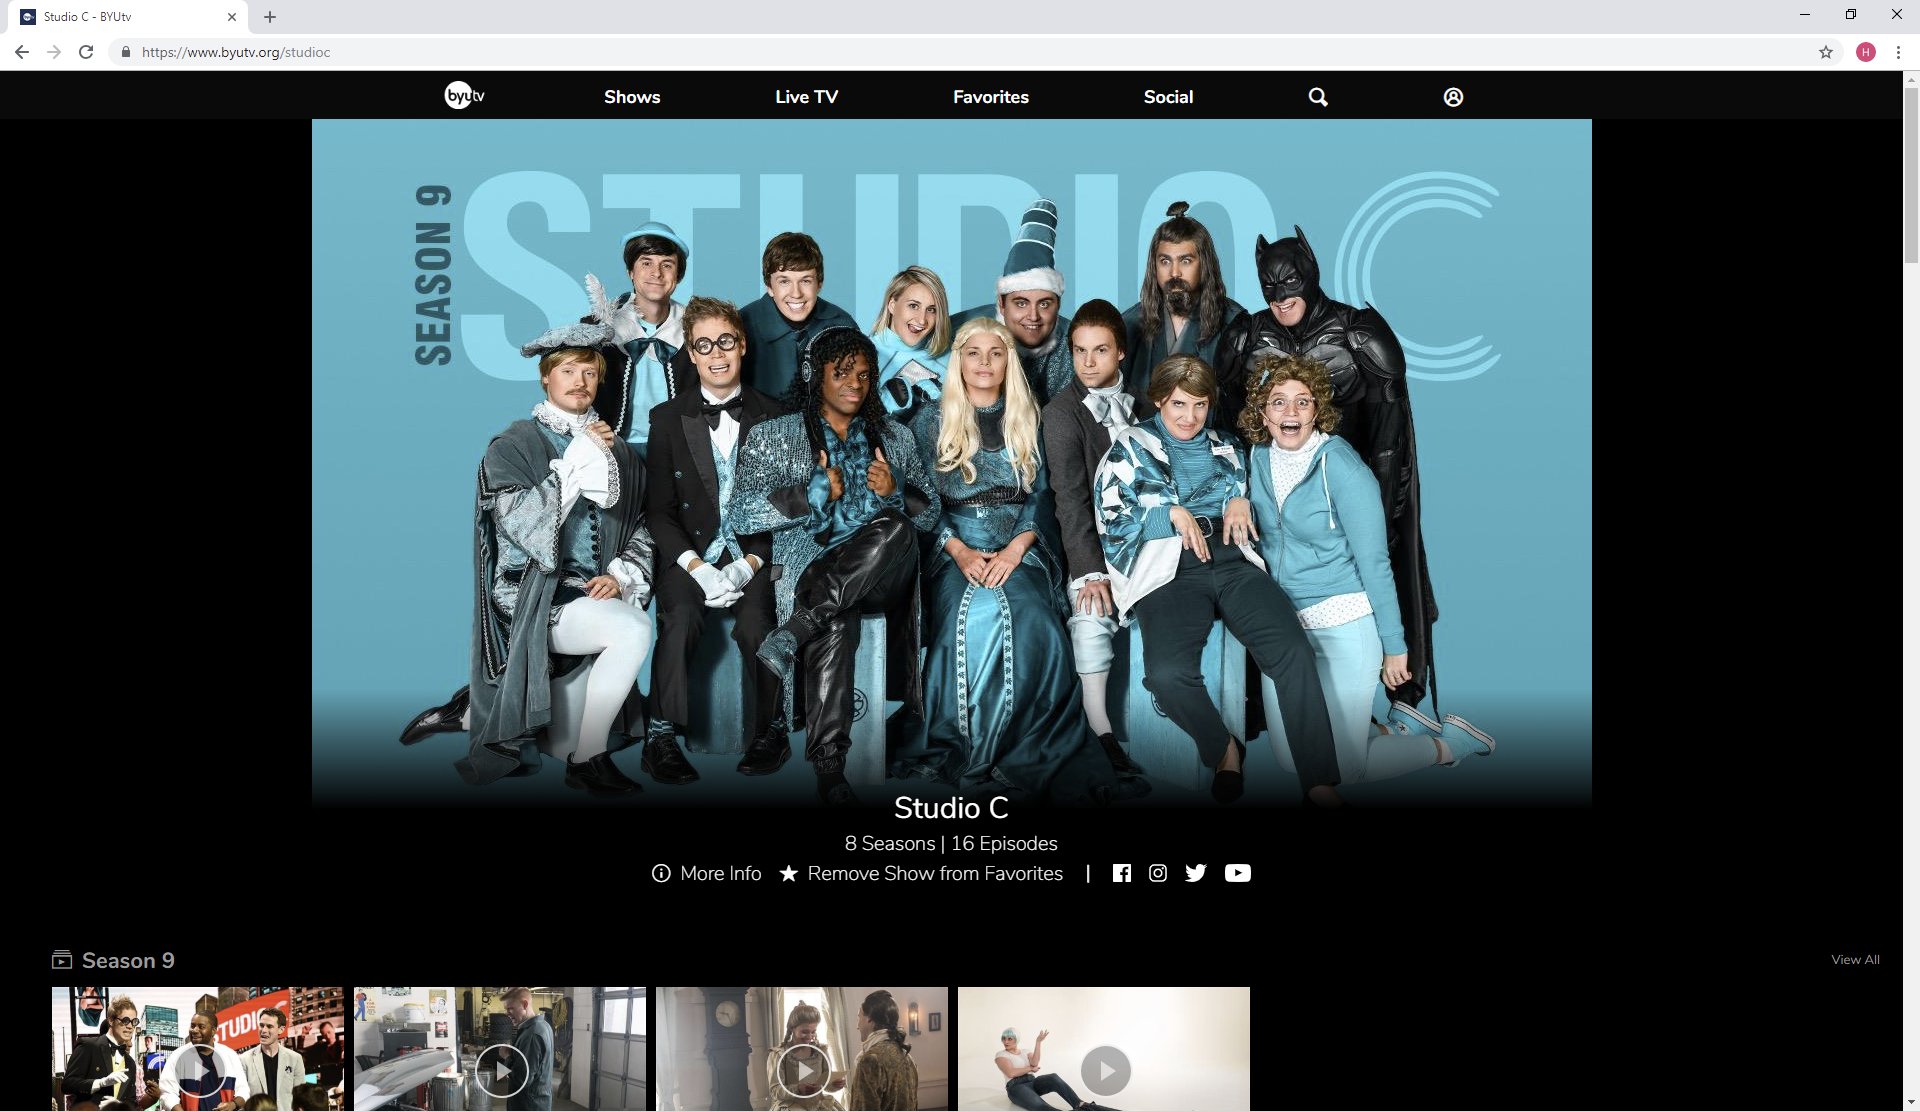 Studio C - BYUtv
https://www.byutv.org/studioc
H
byutv
Shows
Live TV
Favorites
Social
SEASON 9
STUDIO C
Studio C
8 Seasons | 16 Episodes
More Info
Remove Show from Favorites
|
Season 9
View All
STUDIO C